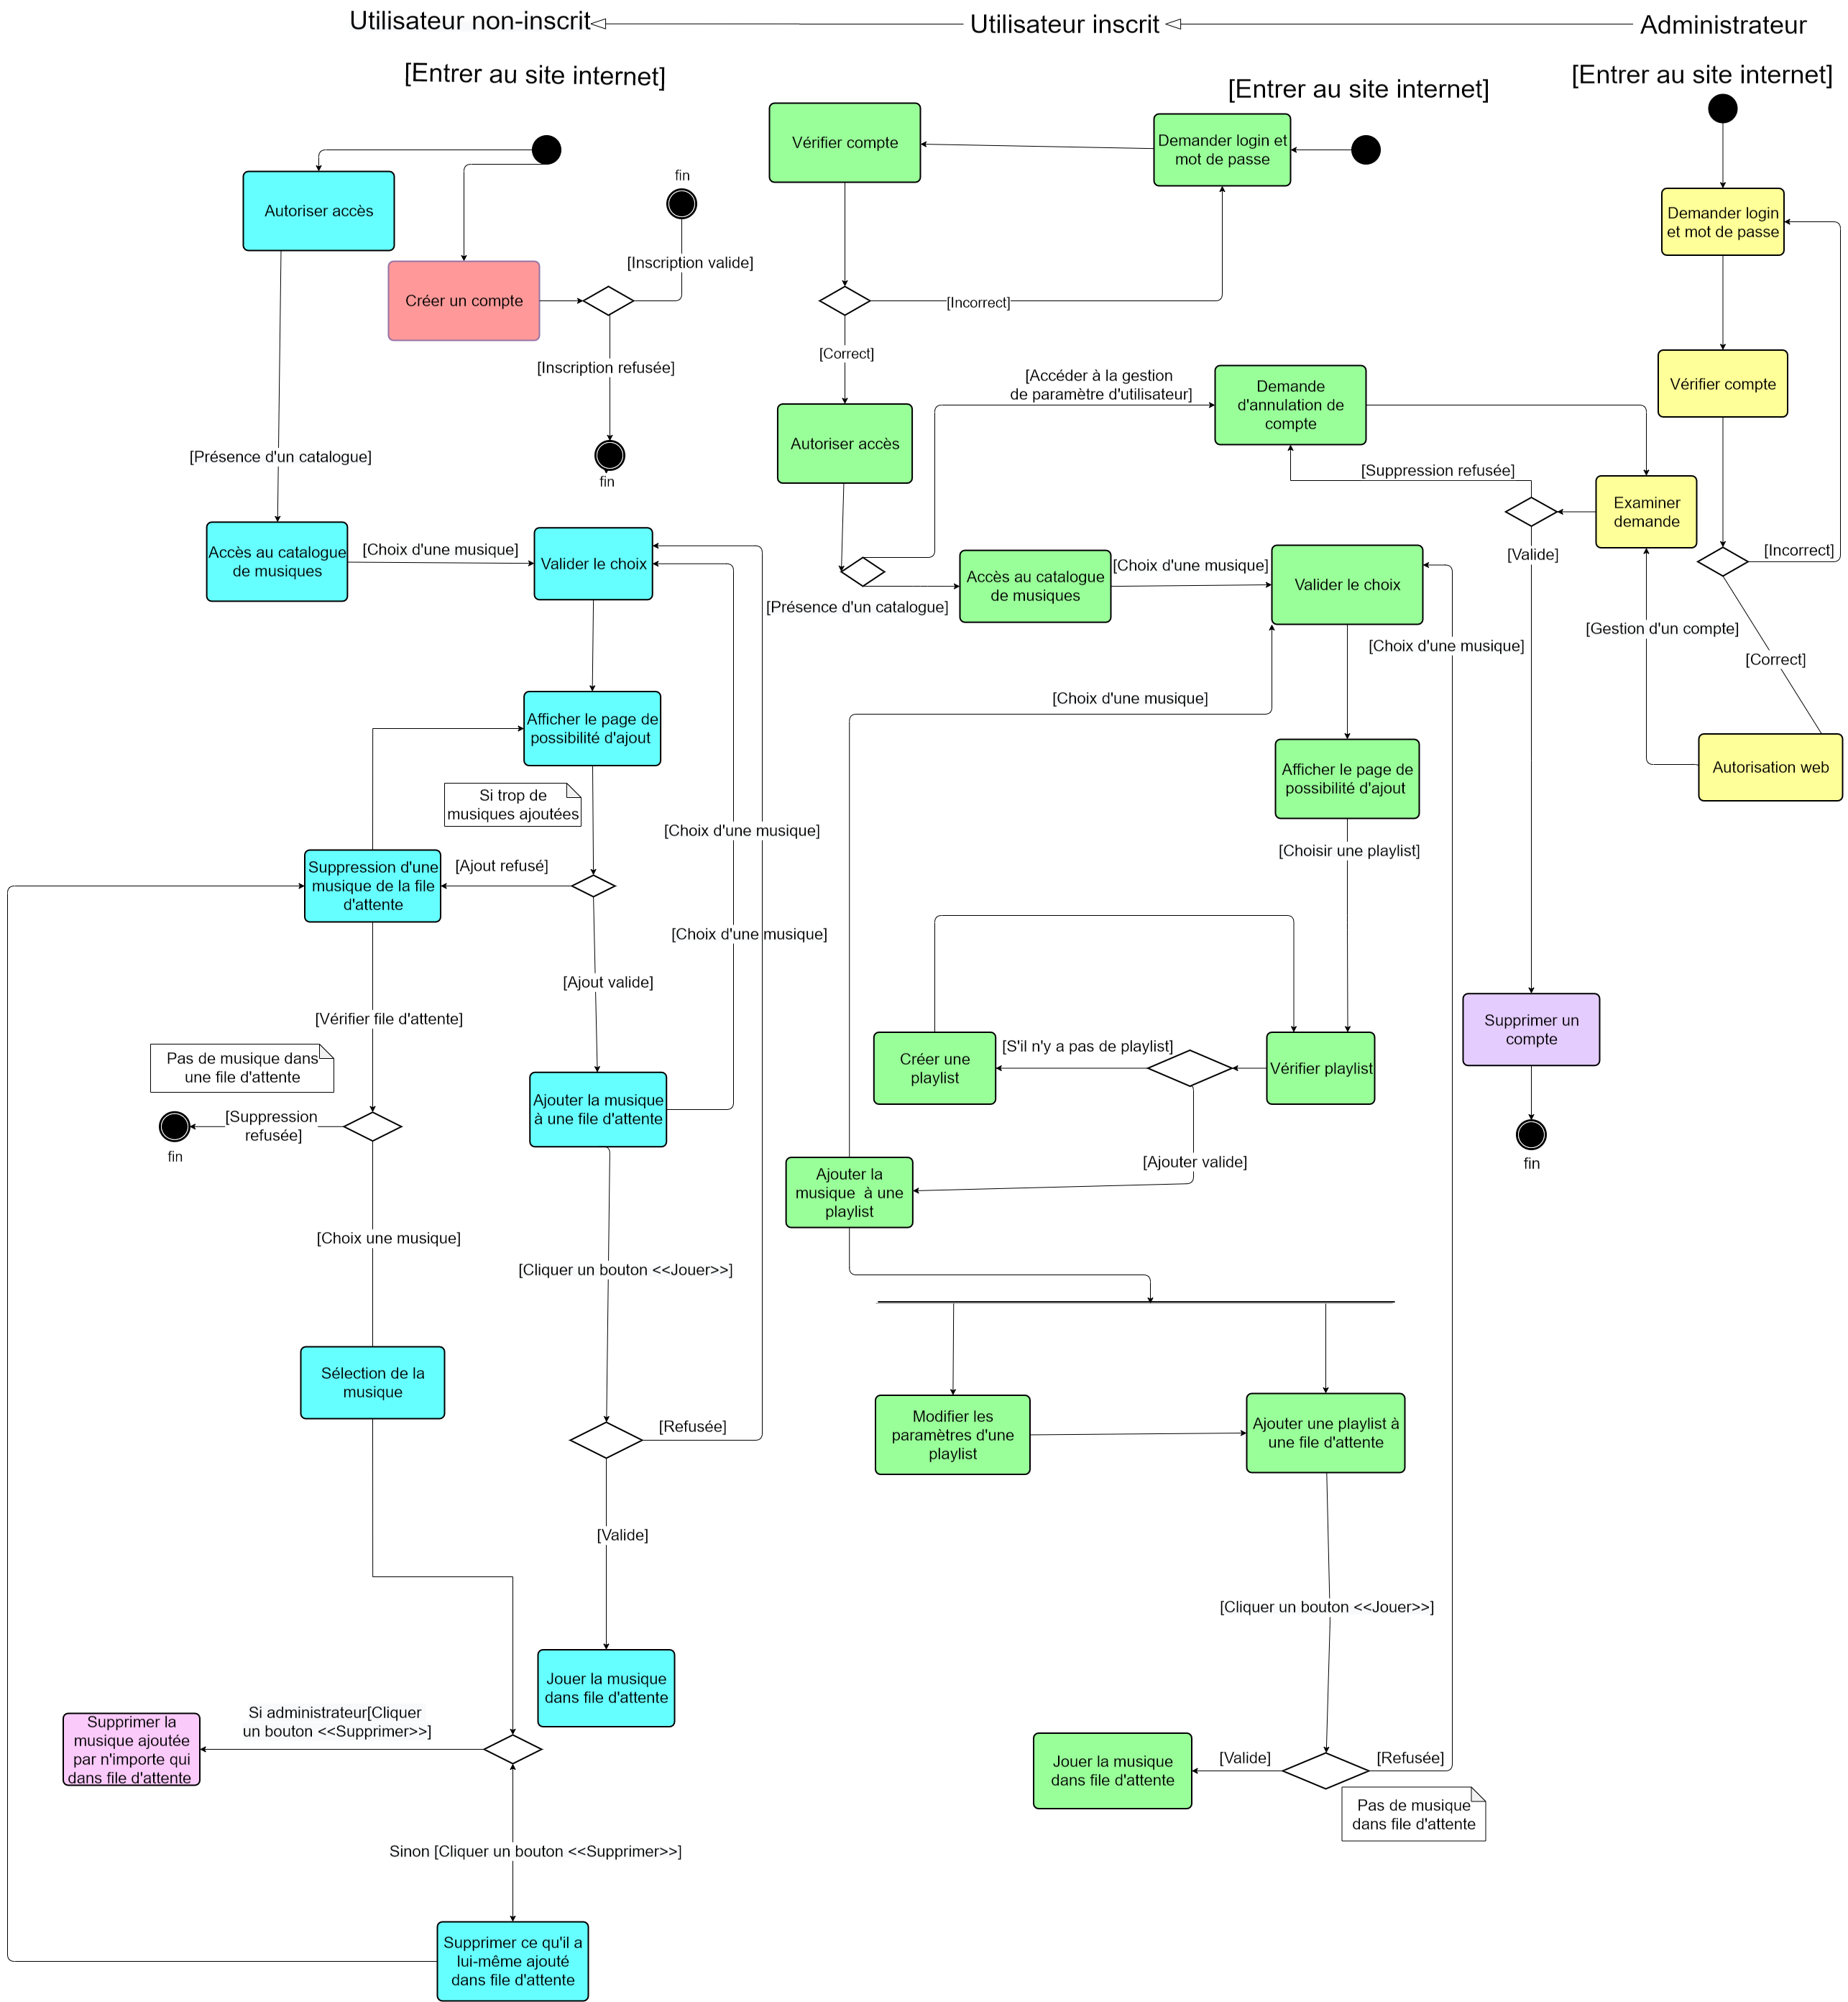 Utilisateur non-inscrit
Utilisateur inscrit
Administrateur
[Entrer au site internet]
[Entrer au site internet]
[Entrer au site internet]
Autoriser accès
fin
[Inscription valide]
Créer un compte
[Inscription refusée]
fin
[Présence d'un catalogue]
Accès au catalogue
de musiques
[Choix d'une musique]
Valider le choix
Afficher le page de
possibilité d'ajout
Si trop de
musiques ajoutées
[Choix d'une musique]
Suppression d'une
musique de la file
d'attente
[Ajout refusé]
[Choix d'une musique]
[Ajout valide]
[Vérifier file d'attente]
Pas de musique dans
une file d'attente
[Suppression
refusée]
fin
Ajouter la musique
à une file d'attente
[Choix une musique]
[Cliquer un bouton <<Jouer>>]
Sélection de la
musique
[Refusée]
[Valide]
Jouer la musique
dans file d'attente
Si administrateur[Cliquer
un bouton <<Supprimer>>]
Supprimer la
musique ajoutée
par n'importe qui
dans file d'attente
Sinon [Cliquer un bouton <<Supprimer>>]
Supprimer ce qu'il a
lui-même ajouté
dans file d'attente
Vérifier compte
Demander login et
mot de passe
[Incorrect]
[Correct]
Autoriser accès
[Accéder à la gestion
de paramètre d'utilisateur]
Demande
d'annulation de
compte
[Suppression refusée]
[Présence d'un catalogue]
Accès au catalogue
de musiques
[Choix d'une musique]
Valider le choix
[Choix d'une musique]
[Choix d'une musique]
Afficher le page de
possibilité d'ajout
[Choisir une playlist]
Créer une
playlist
[S'il n'y a pas de playlist]
Vérifier playlist
[Ajouter valide]
Ajouter la
musique à une
playlist
Modifier les
paramètres d'une
playlist
Ajouter une playlist à
une file d'attente
[Cliquer un bouton <<Jouer>>]
Jouer la musique
dans file d'attente
[Valide]
[Refusée]
Pas de musique
dans file d'attente
Demander login
et mot de passe
Vérifier compte
Examiner
demande
[Valide]
[Incorrect]
[Gestion d'un compte]
[Correct]
Autorisation web
Supprimer un
compte
fin